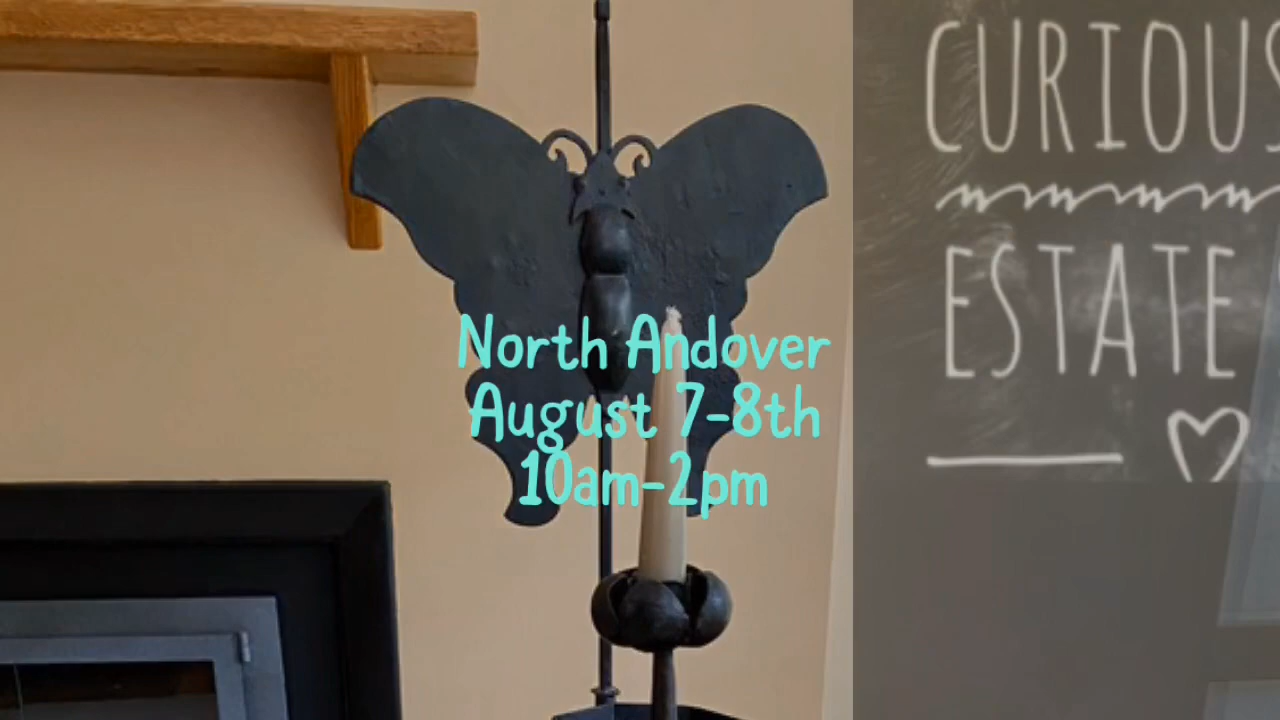 North Andover
August 7-8th
10am-2pm
CURIOUS
ESTATE